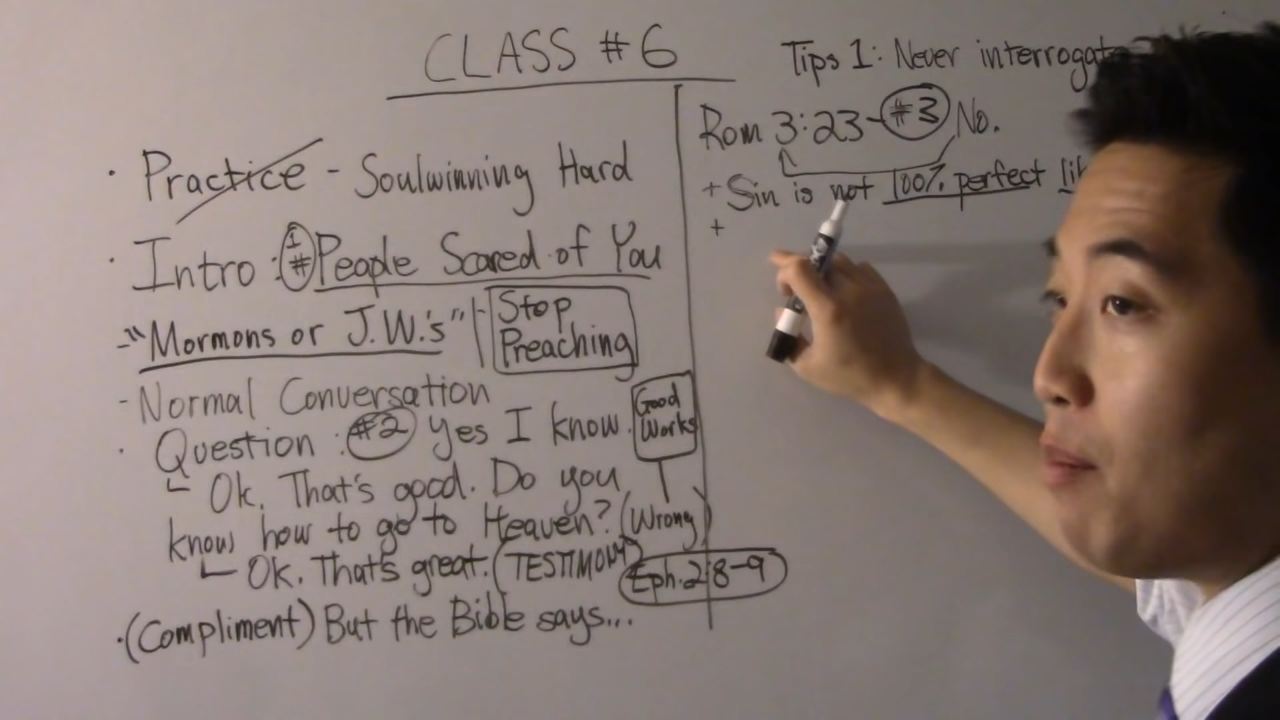 CLASS #6
· Practice - Soulwinning Hard
· Intro : #1 People Scared of You
- "Mormons or J.W.'s" - Stop Preaching
- Normal Conversation
· Question : #2 Yes I know. Good Works
Ok. That's good. Do you
know how to go to Heaven? (Wrong)
Ok. That's great. (TESTIMONY) Eph. 2:8-9
· (Compliment) But the Bible says...
Tips 1: Never interrogate
Rom 3:23 - #3 No.
+ Sin is not 100% perfect
+